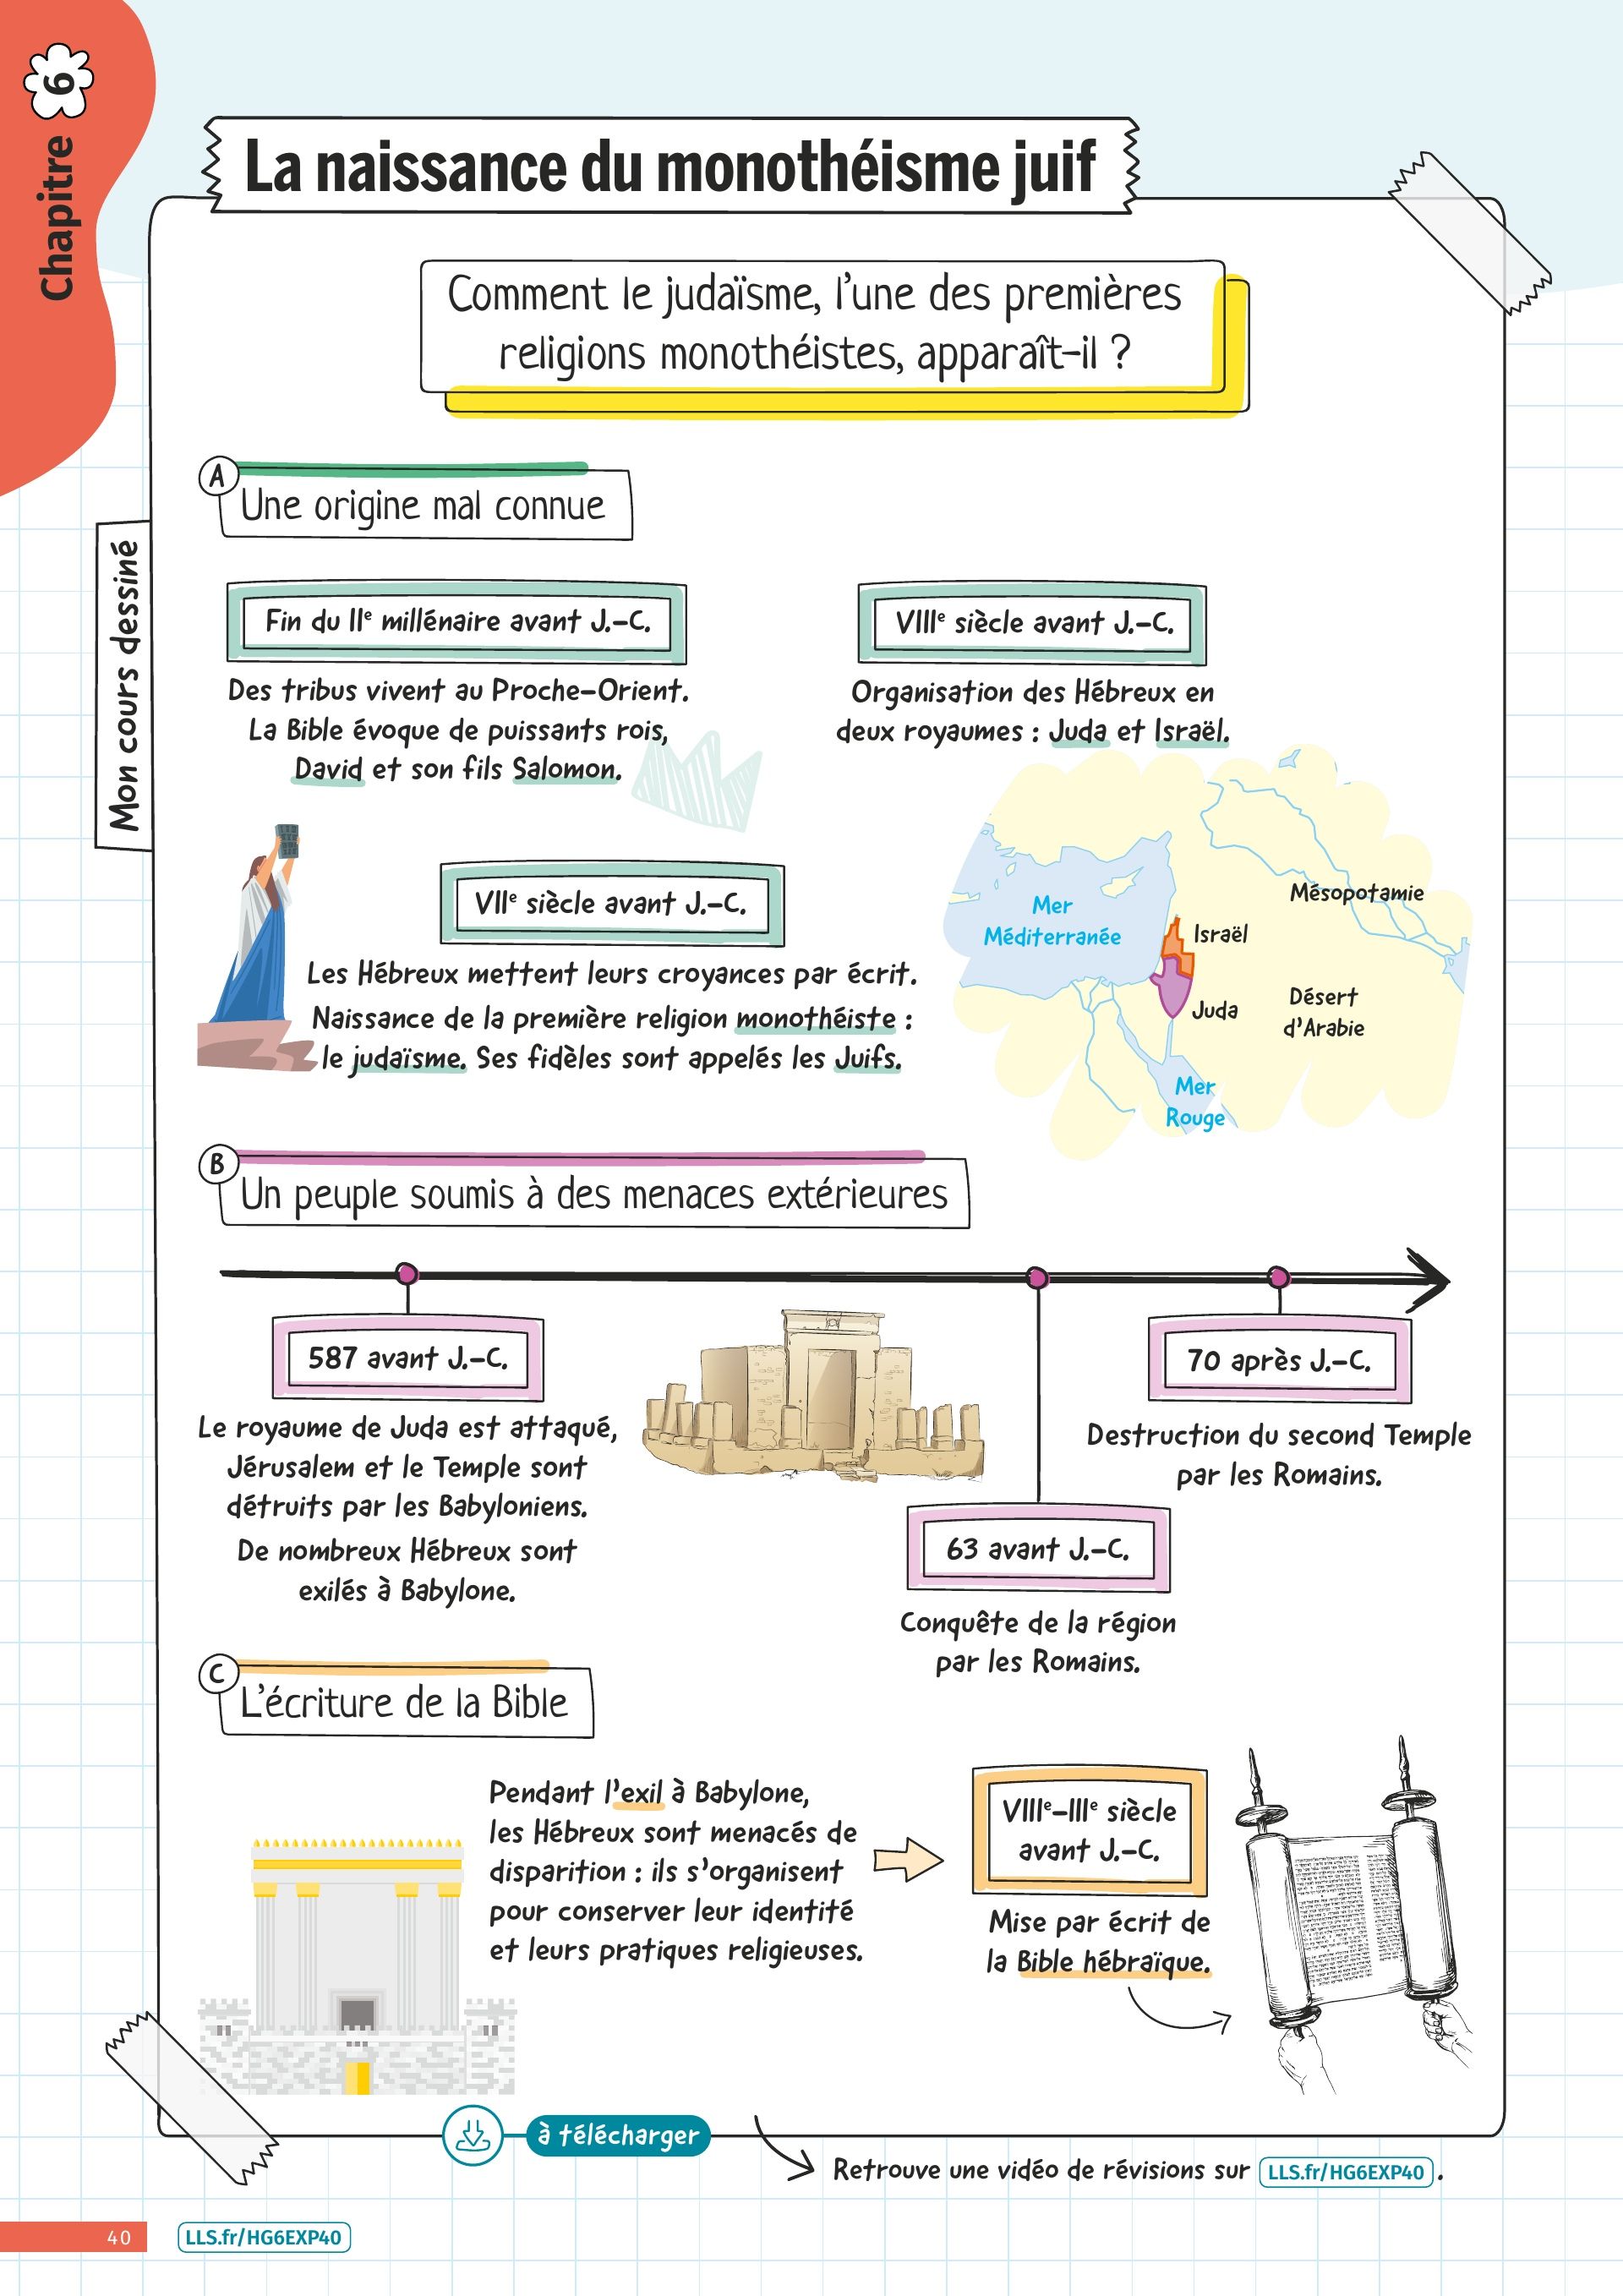 Chapitre 6
La naissance du monothéisme juif
Comment le judaïsme, l'une des premières
religions monothéistes, apparaît-il ?
Mon cours dessiné
A
Une origine mal connue
Fin du IIe millénaire avant J.-C.
Des tribus vivent au Proche-Orient.
La Bible évoque de puissants rois,
David et son fils Salomon.
VIIIe siècle avant J.-C.
Organisation des Hébreux en
deux royaumes : Juda et Israël.
VIIe siècle avant J.-C.
Les Hébreux mettent leurs croyances par écrit.
Naissance de la première religion monothéiste :
le judaïsme. Ses fidèles sont appelés les Juifs.
Mer
Méditerranée
Mésopotamie
Israël
Juda
Désert
d'Arabie
Mer
Rouge
B
Un peuple soumis à des menaces extérieures
587 avant J.-C.
Le royaume de Juda est attaqué,
Jérusalem et le Temple sont
détruits par les Babyloniens.
De nombreux Hébreux sont
exilés à Babylone.
63 avant J.-C.
Conquête de la région
par les Romains.
70 après J.-C.
Destruction du second Temple
par les Romains.
C
L'écriture de la Bible
Pendant l'exil à Babylone,
les Hébreux sont menacés de
disparition : ils s'organisent
pour conserver leur identité
et leurs pratiques religieuses.
VIIIe-IIIe siècle
avant J.-C.
Mise par écrit de
la Bible hébraïque.
à télécharger
Retrouve une vidéo de révisions sur LLS.fr/HG6EXP40 .
40 LLS.fr/HG6EXP40